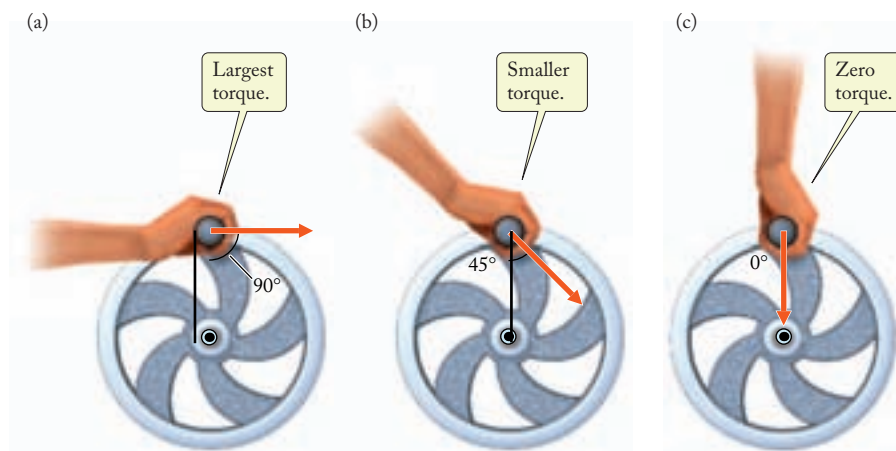 (a)
Largest
torque.
90°
(b)
Smaller
torque.
45°
(c)
Zero
torque.
0°